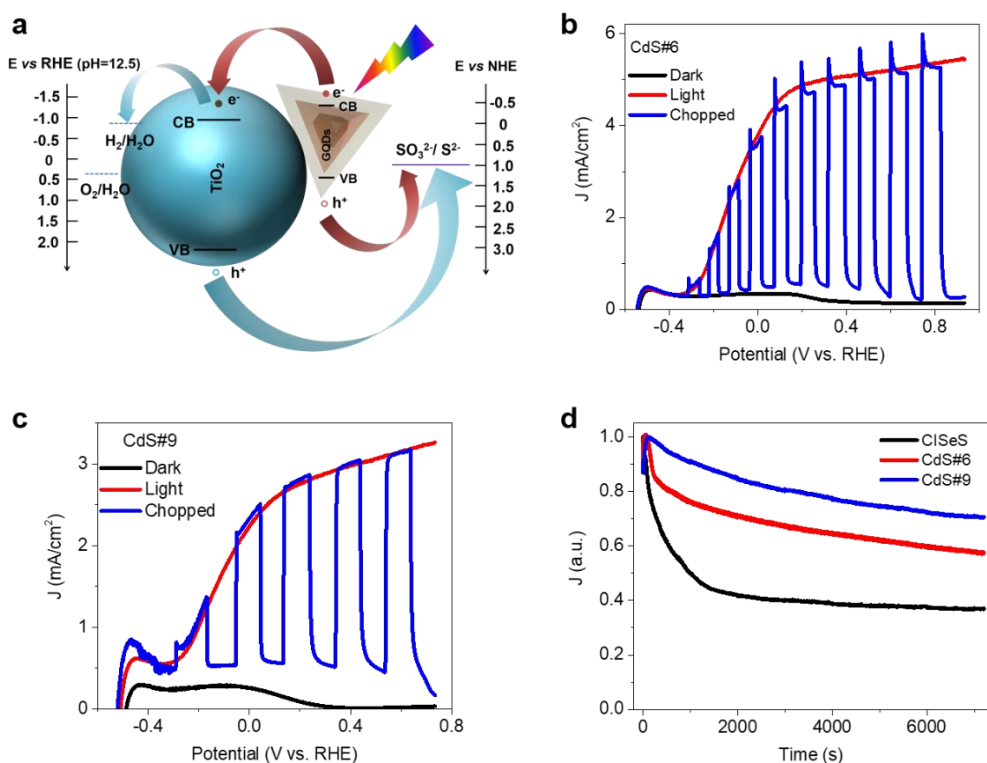 a
E vs RHE (pH=12.5)
-1.5
-1.0
-0.5
0
0.5
1.0
1.5
2.0
H₂/H₂O
O₂/H₂O
e⁻
CB
TiO₂
VB
h⁺
e⁻
CB
GQDs
VB
h⁺
SO₃²⁻/ S²⁻
E vs NHE
-0.5
0
0.5
1.0
1.5
2.0
2.5
3.0
b
CdS#6
Dark
Light
Chopped
J (mA/cm²)
6
4
2
0
-0.4 0.0 0.4 0.8
Potential (V vs. RHE)
c
CdS#9
Dark
Light
Chopped
J (mA/cm²)
3
2
1
0
-0.4 0.0 0.4 0.8
Potential (V vs. RHE)
d
CISeS
CdS#6
CdS#9
J (a.u.)
1.0
0.8
0.6
0.4
0.2
0.0
0 2000 4000 6000
Time (s)